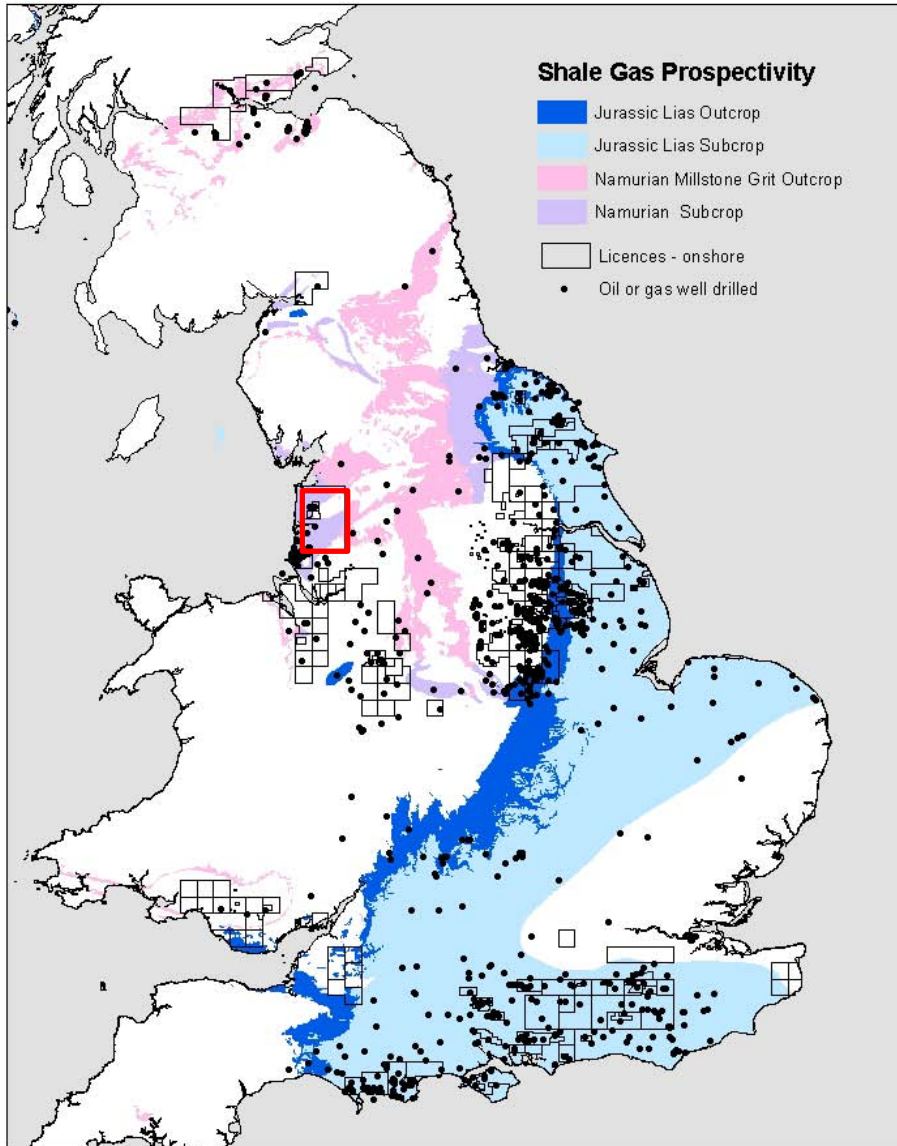 Shale Gas Prospectivity
Jurassic Lias Outcrop
Jurassic Lias Subcrop
Namurian Millstone Grit Outcrop
Namurian Subcrop
Licences - onshore
Oil or gas well drilled